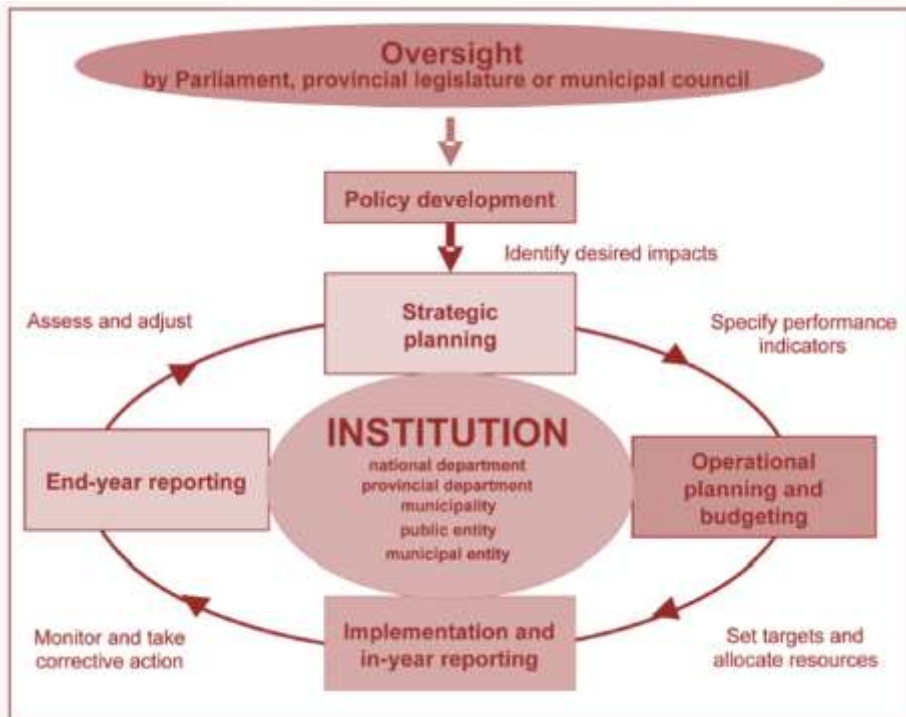 Oversight
by Parliament, provincial legislature or municipal council
Policy development
Identify desired impacts
Strategic
planning
Assess and adjust
Specify performance
indicators
INSTITUTION
national department
provincial department
municipality
public entity
municipal entity
End-year reporting
Operational
planning and
budgeting
Implementation and
in-year reporting
Monitor and take
corrective action
Set targets and
allocate resources